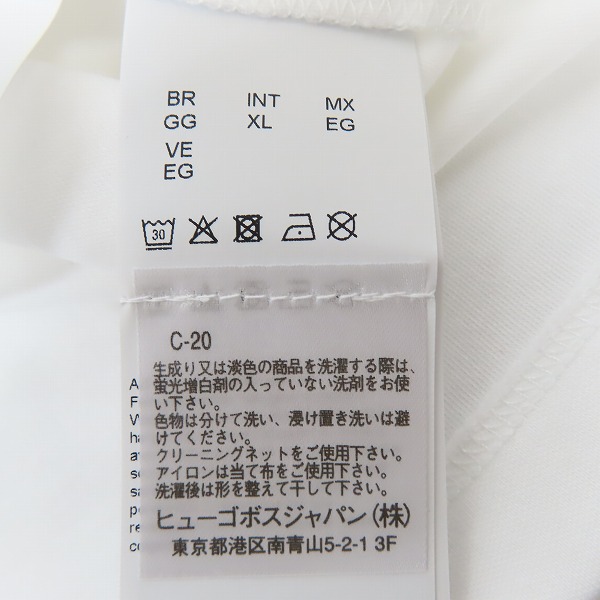 BR INT MX
GG XL EG
VE
EG
30
C-20
生成り又は淡色の商品を洗濯する際は、
蛍光増白剤の入っていない洗剤をお使
い下さい。
色物は分けて洗い、浸け置き洗いは避
けてください。
クリーニングネットをご使用下さい。
アイロンは当て布をご使用下さい。
洗濯後は形を整えて干して下さい。
ヒューゴボスジャパン(株)
東京都港区南青山5-2-1 3F